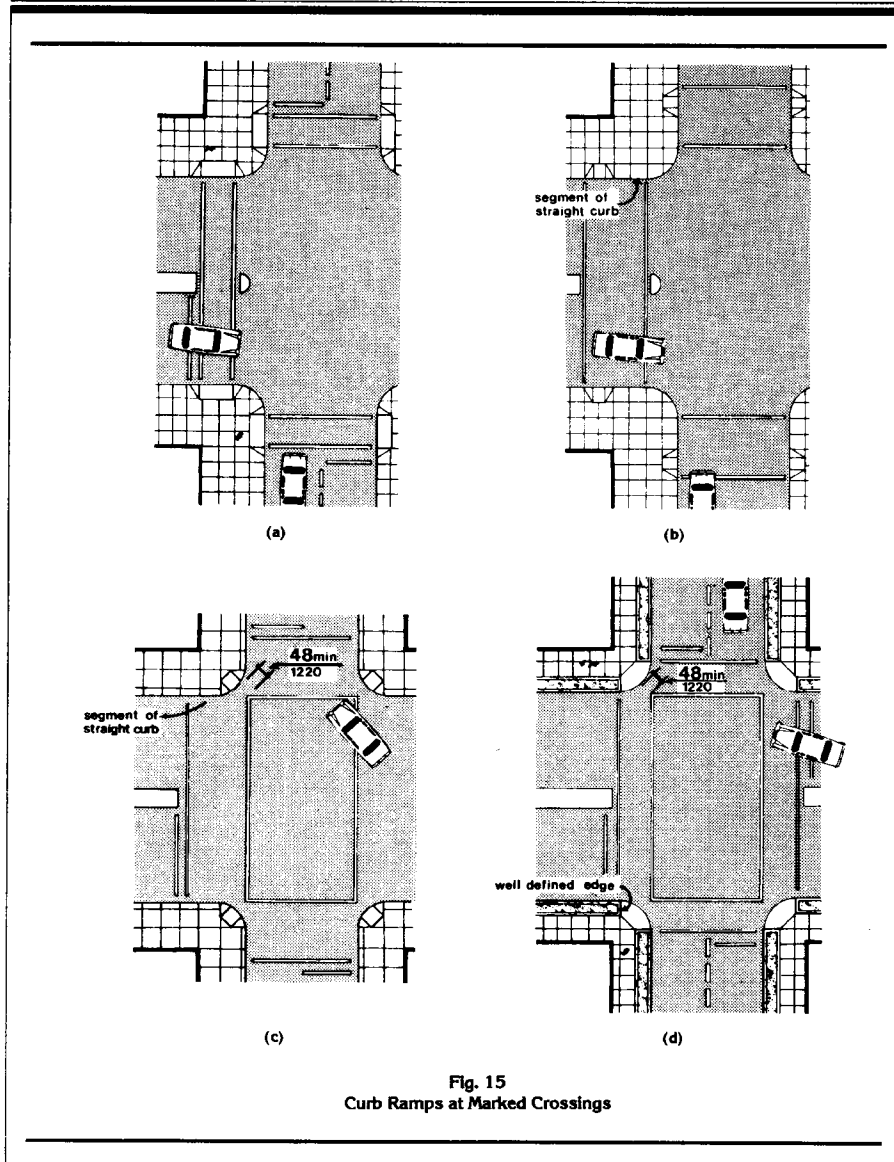 segment of
straight curb
(a)
(b)
48min
1220
segment of
straight curb
48min
1220
well defined edge
(c)
(d)
Fig. 15
Curb Ramps at Marked Crossings